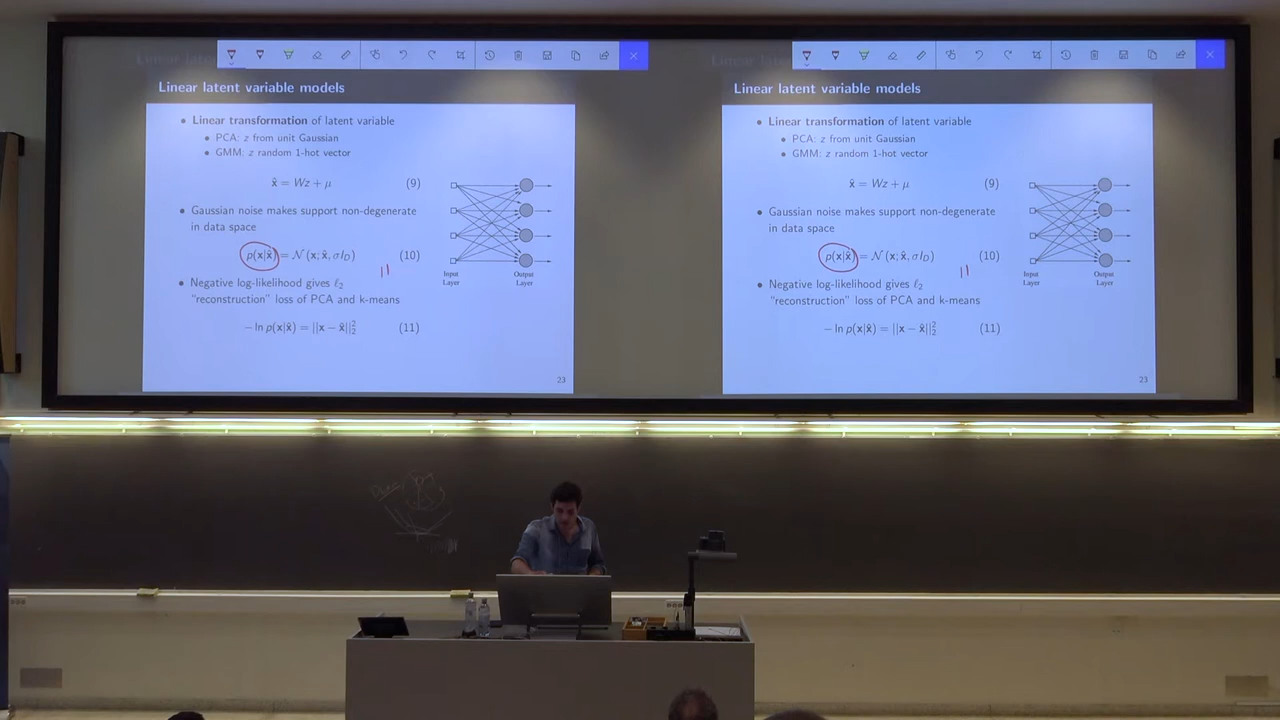 Linear latent variable models
• Linear transformation of latent variable
• PCA: z from unit Gaussian
• GMM: z random 1-hot vector
x̂ = Wz + μ (9)
• Gaussian noise makes support non-degenerate
in data space
p(x|x̂) = 𝒩(x; x̂, σI_D) (10)
• Negative log-likelihood gives ℓ₂
"reconstruction" loss of PCA and k-means
− ln p(x|x̂) = ||x − x̂||₂² (11)
Input
Layer
Output
Layer
23
Linear latent variable models
• Linear transformation of latent variable
• PCA: z from unit Gaussian
• GMM: z random 1-hot vector
x̂ = Wz + μ (9)
• Gaussian noise makes support non-degenerate
in data space
p(x|x̂) = 𝒩(x; x̂, σI_D) (10)
• Negative log-likelihood gives ℓ₂
"reconstruction" loss of PCA and k-means
− ln p(x|x̂) = ||x − x̂||₂² (11)
Input
Layer
Output
Layer
23